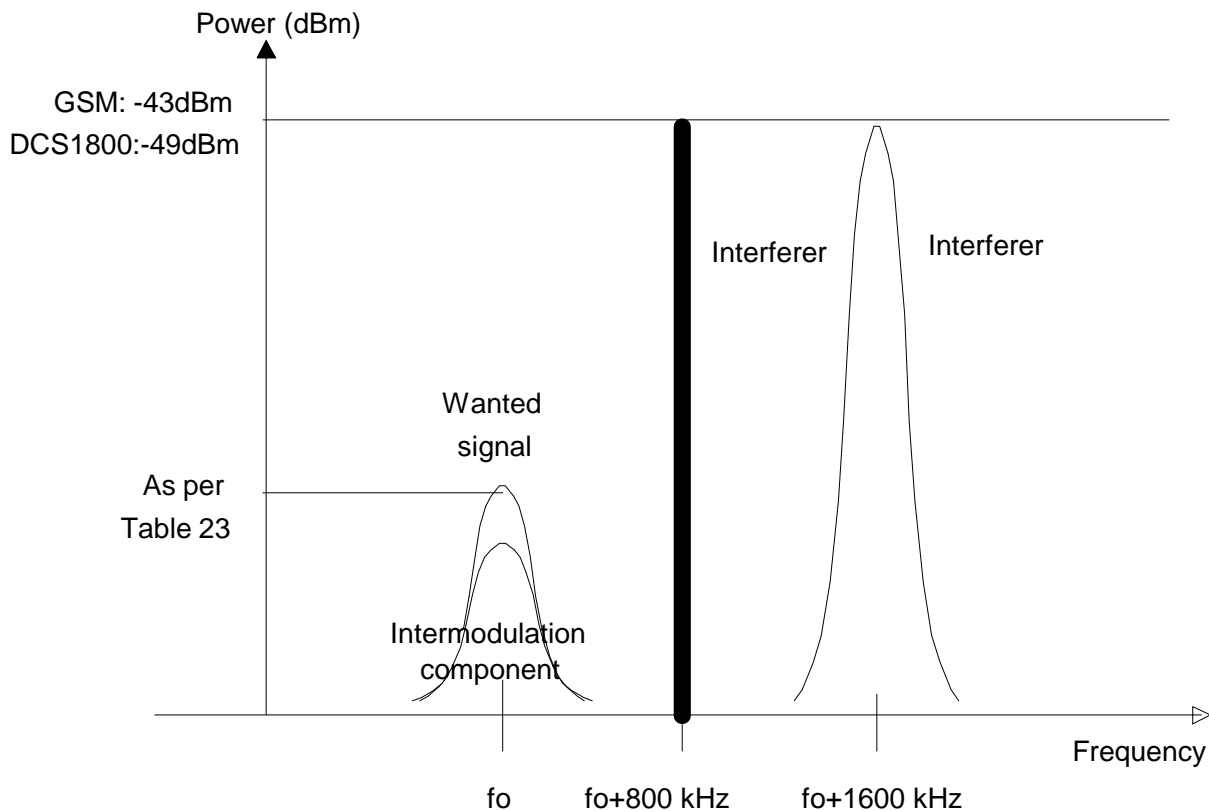 Power (dBm)
GSM: -43dBm
DCS1800:-49dBm
Interferer
Interferer
Wanted
signal
As per
Table 23
Intermodulation
component
Frequency
fo
fo+800 kHz
fo+1600 kHz